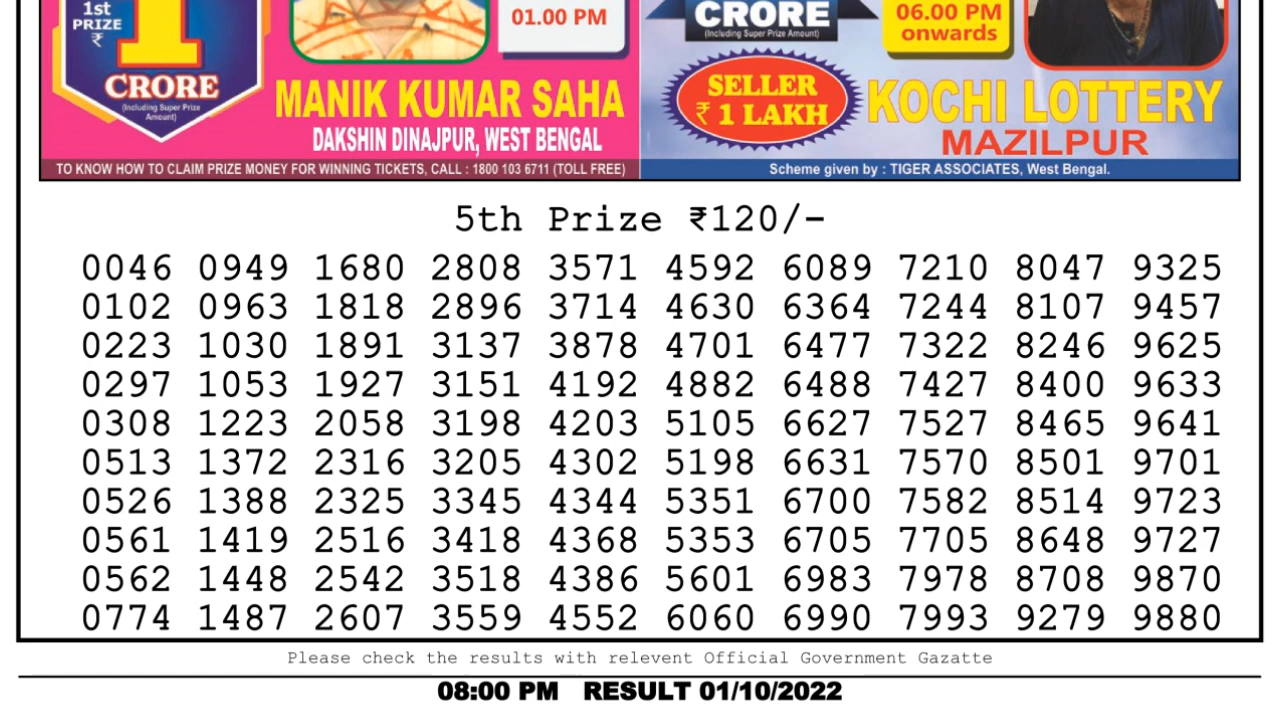 1st
PRIZE
₹
1
CRORE
(Including Super Prize
Amount)
01.00 PM
MANIK KUMAR SAHA
DAKSHIN DINAJPUR, WEST BENGAL
TO KNOW HOW TO CLAIM PRIZE MONEY FOR WINNING TICKETS, CALL : 1800 103 6711 (TOLL FREE)
CRORE
(Including Super Prize Amount)
06.00 PM
onwards
SELLER
₹ 1 LAKH
KOCHI LOTTERY
MAZILPUR
Scheme given by : TIGER ASSOCIATES, West Bengal.
5th Prize ₹120/-
0046 0949 1680 2808 3571 4592 6089 7210 8047 9325
0102 0963 1818 2896 3714 4630 6364 7244 8107 9457
0223 1030 1891 3137 3878 4701 6477 7322 8246 9625
0297 1053 1927 3151 4192 4882 6488 7427 8400 9633
0308 1223 2058 3198 4203 5105 6627 7527 8465 9641
0513 1372 2316 3205 4302 5198 6631 7570 8501 9701
0526 1388 2325 3345 4344 5351 6700 7582 8514 9723
0561 1419 2516 3418 4368 5353 6705 7705 8648 9727
0562 1448 2542 3518 4386 5601 6983 7978 8708 9870
0774 1487 2607 3559 4552 6060 6990 7993 9279 9880
Please check the results with relevent Official Government Gazatte
08:00 PM RESULT 01/10/2022